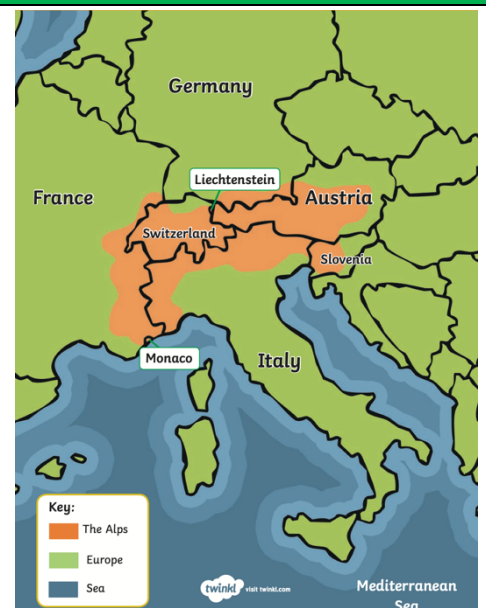 Germany
Liechtenstein
France
Austria
Switzerland
Slovenia
Monaco
Italy
Key:
The Alps
Europe
Sea
twinkl visit twinkl.com
Mediterranean
Sea